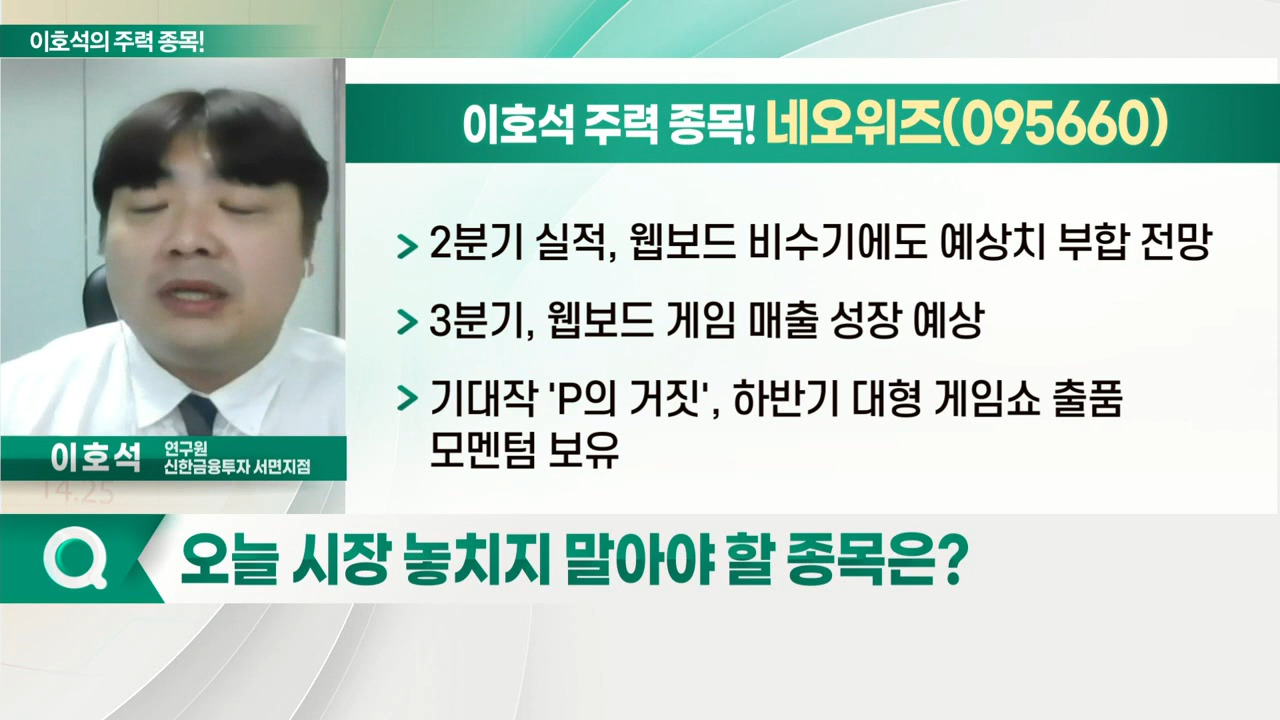 이호석의 주력 종목!
이호석 주력 종목! 네오위즈(095660)
2분기 실적, 웹보드 비수기에도 예상치 부합 전망
3분기, 웹보드 게임 매출 성장 예상
기대작 'P의 거짓', 하반기 대형 게임쇼 출품
모멘텀 보유
이호석 연구원
신한금융투자 서면지점
14:25
오늘 시장 놓치지 말아야 할 종목은?